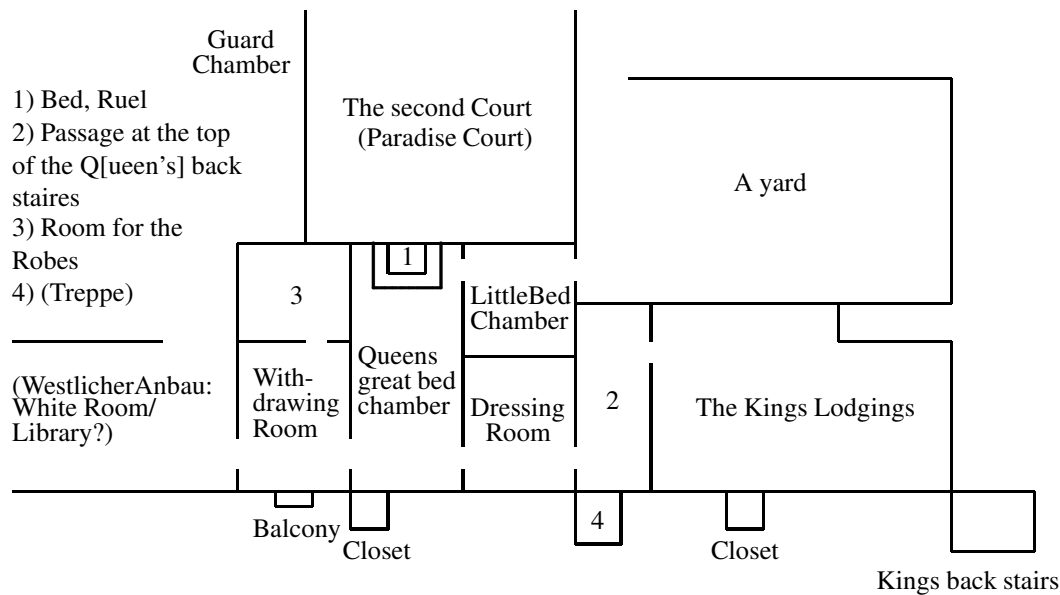 Guard
Chamber
1) Bed, Ruel
2) Passage at the top
of the Q[ueen's] back
staires
3) Room for the
Robes
4) (Treppe)
The second Court
(Paradise Court)
A yard
1
3
LittleBed
Chamber
(WestlicherAnbau:
White Room/
Library?)
With-
drawing
Room
Queens
great bed
chamber
Dressing
Room
2
The Kings Lodgings
Balcony
Closet
4
Closet
Kings back stairs